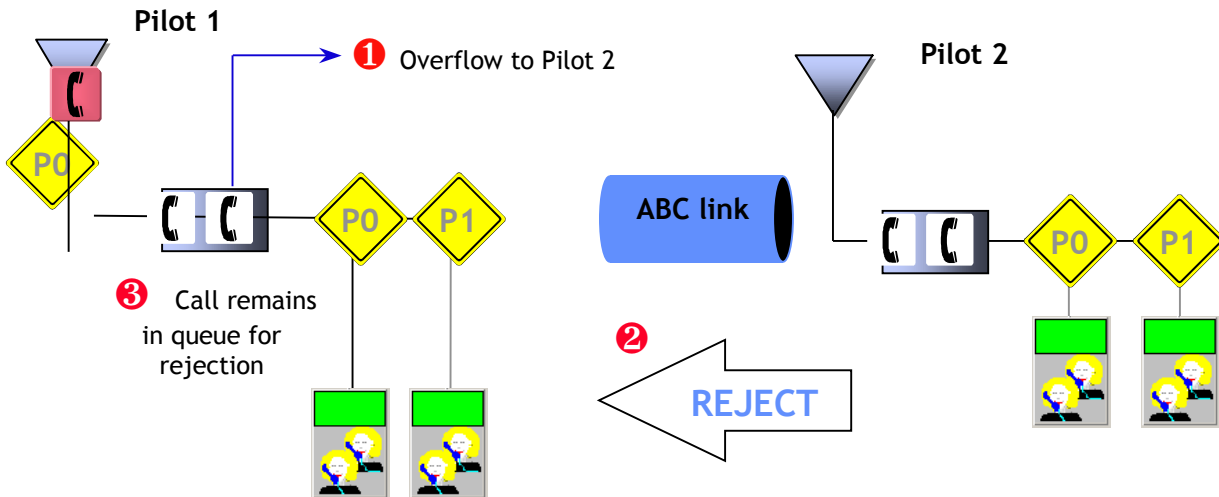 Pilot 1
❶ Overflow to Pilot 2
Pilot 2
P0
P0
P1
ABC link
P0
P1
❸ Call remains
in queue for
rejection
❷
REJECT